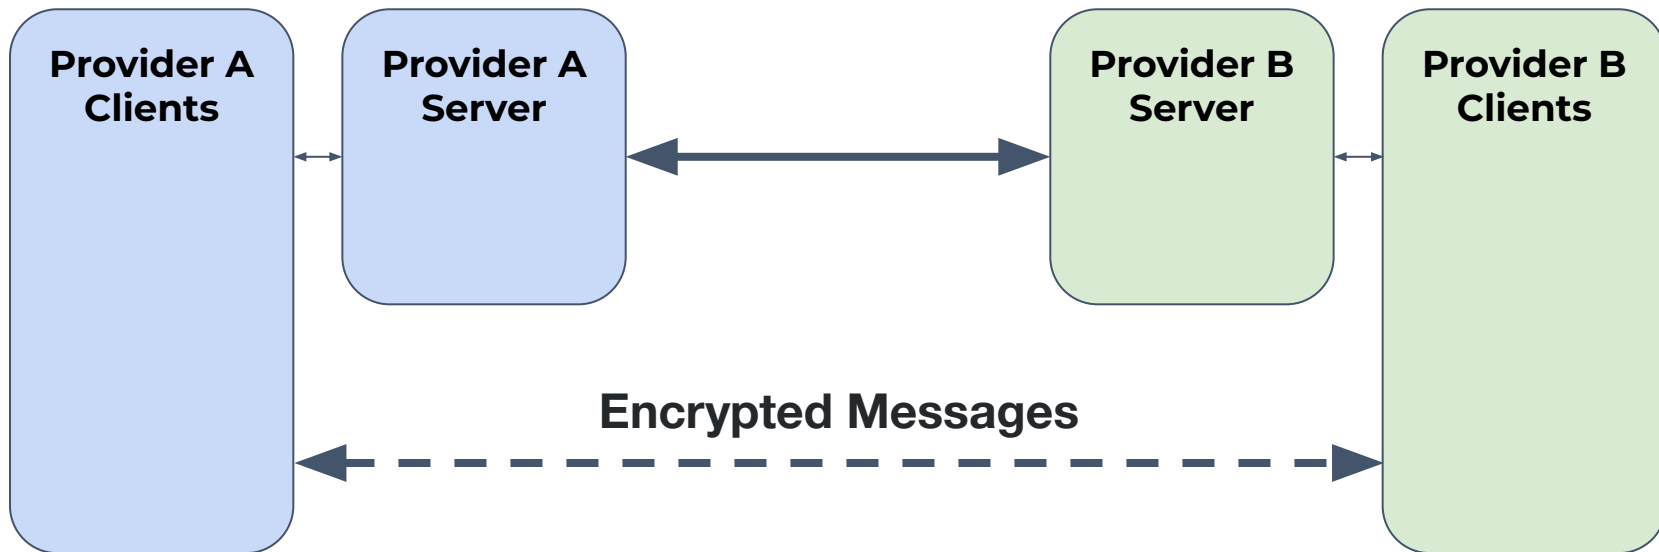 Provider A
Clients
Provider A
Server
Provider B
Server
Provider B
Clients
Encrypted Messages